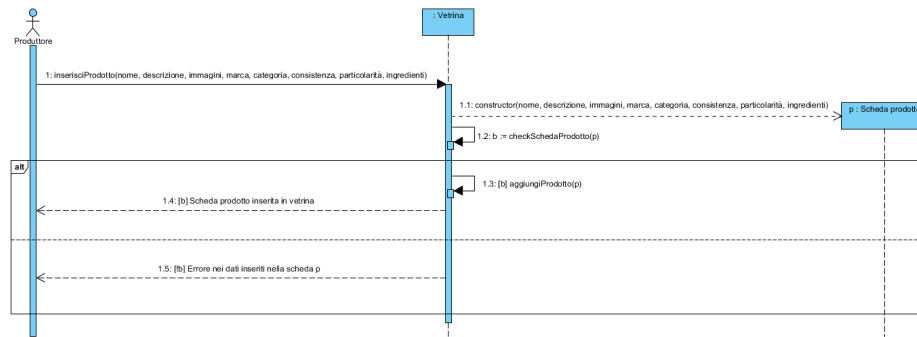 : Vetrina
Produttore
1: inserisciProdotto(nome, descrizione, immagini, marca, categoria, consistenza, particolarità, ingredienti)
1.1: constructor(nome, descrizione, immagini, marca, categoria, consistenza, particolarità, ingredienti)
p : Scheda prodotto
1.2: b := checkSchedaProdotto(p)
alt
1.3: [b] aggiungiProdotto(p)
1.4: [b] Scheda prodotto inserita in vetrina
1.5: [!b] Errore nei dati inseriti nella scheda p